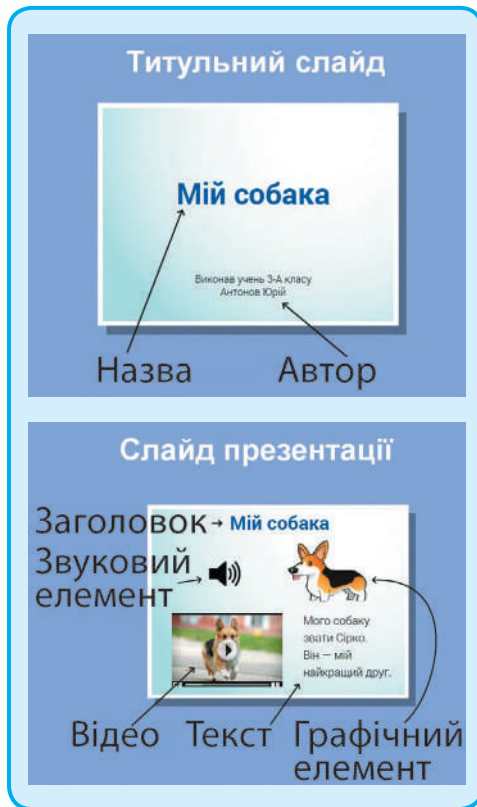 Титульний слайд
Мій собака
Виконав учень 3-А класу
Антонов Юрій
Назва Автор
Слайд презентації
Заголовок → Мій собака
Звуковий
елемент
Мого собаку
звати Сірко.
Він — мій
найкращий друг.
Відео Текст Графічний
елемент